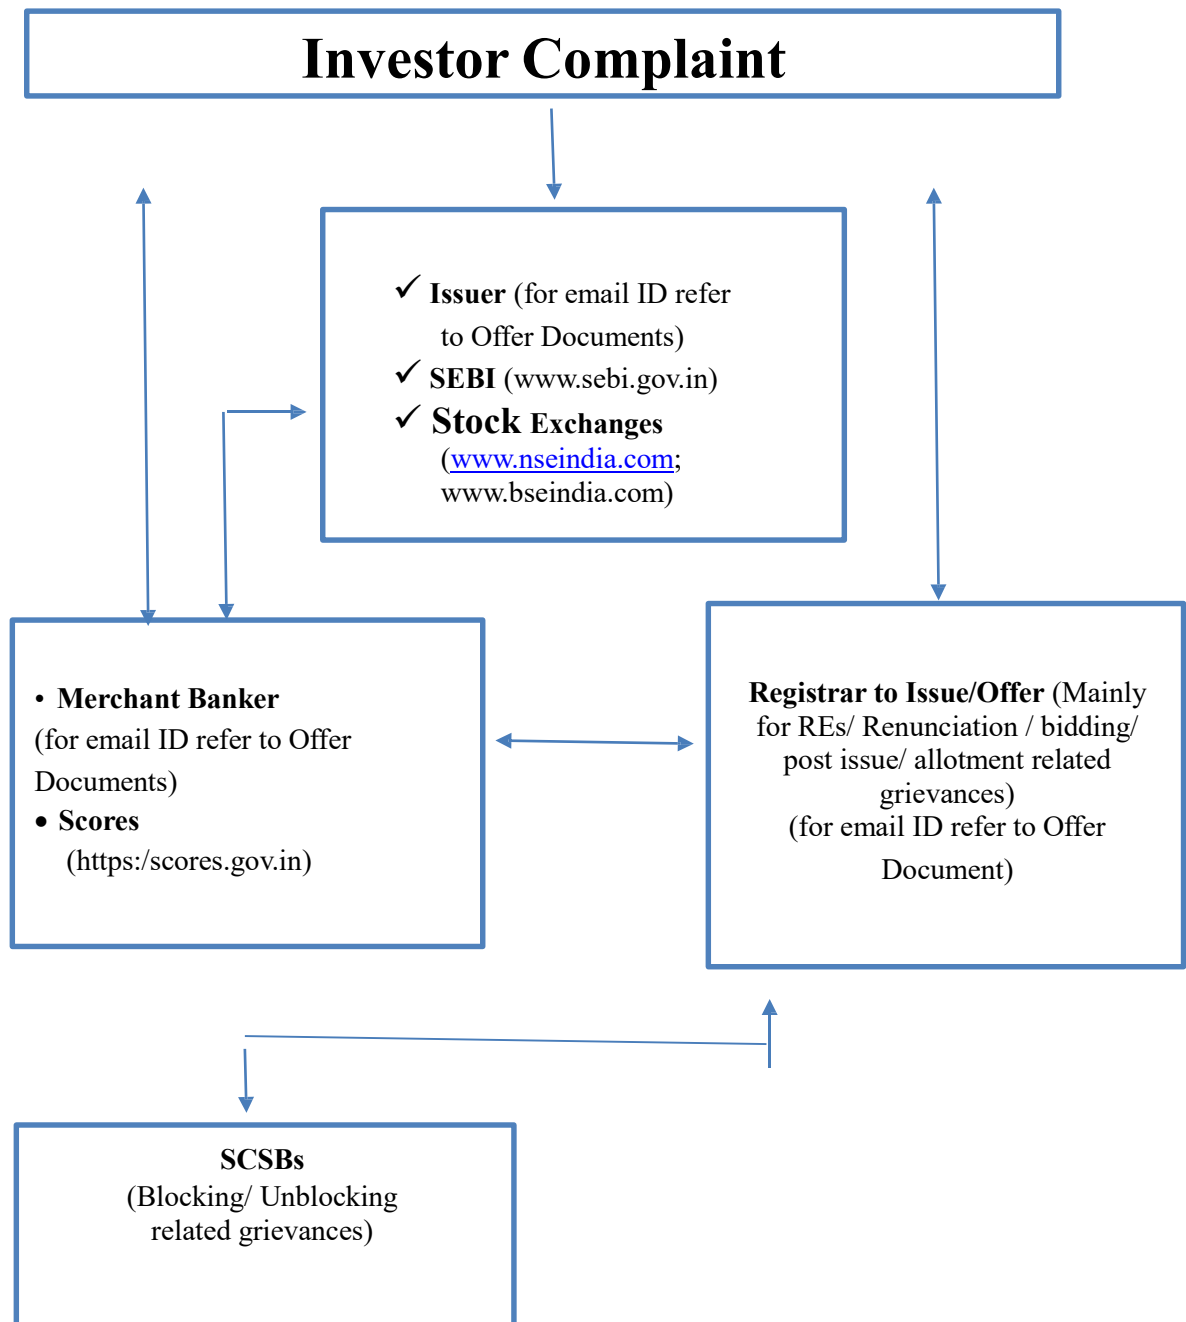 Investor Complaint
✓ Issuer (for email ID refer
to Offer Documents)
✓ SEBI (www.sebi.gov.in)
✓ Stock Exchanges
(www.nseindia.com;
www.bseindia.com)
• Merchant Banker
(for email ID refer to Offer
Documents)
• Scores
(https:/scores.gov.in)
Registrar to Issue/Offer (Mainly
for REs/ Renunciation / bidding/
post issue/ allotment related
grievances)
(for email ID refer to Offer
Document)
SCSBs
(Blocking/ Unblocking
related grievances)